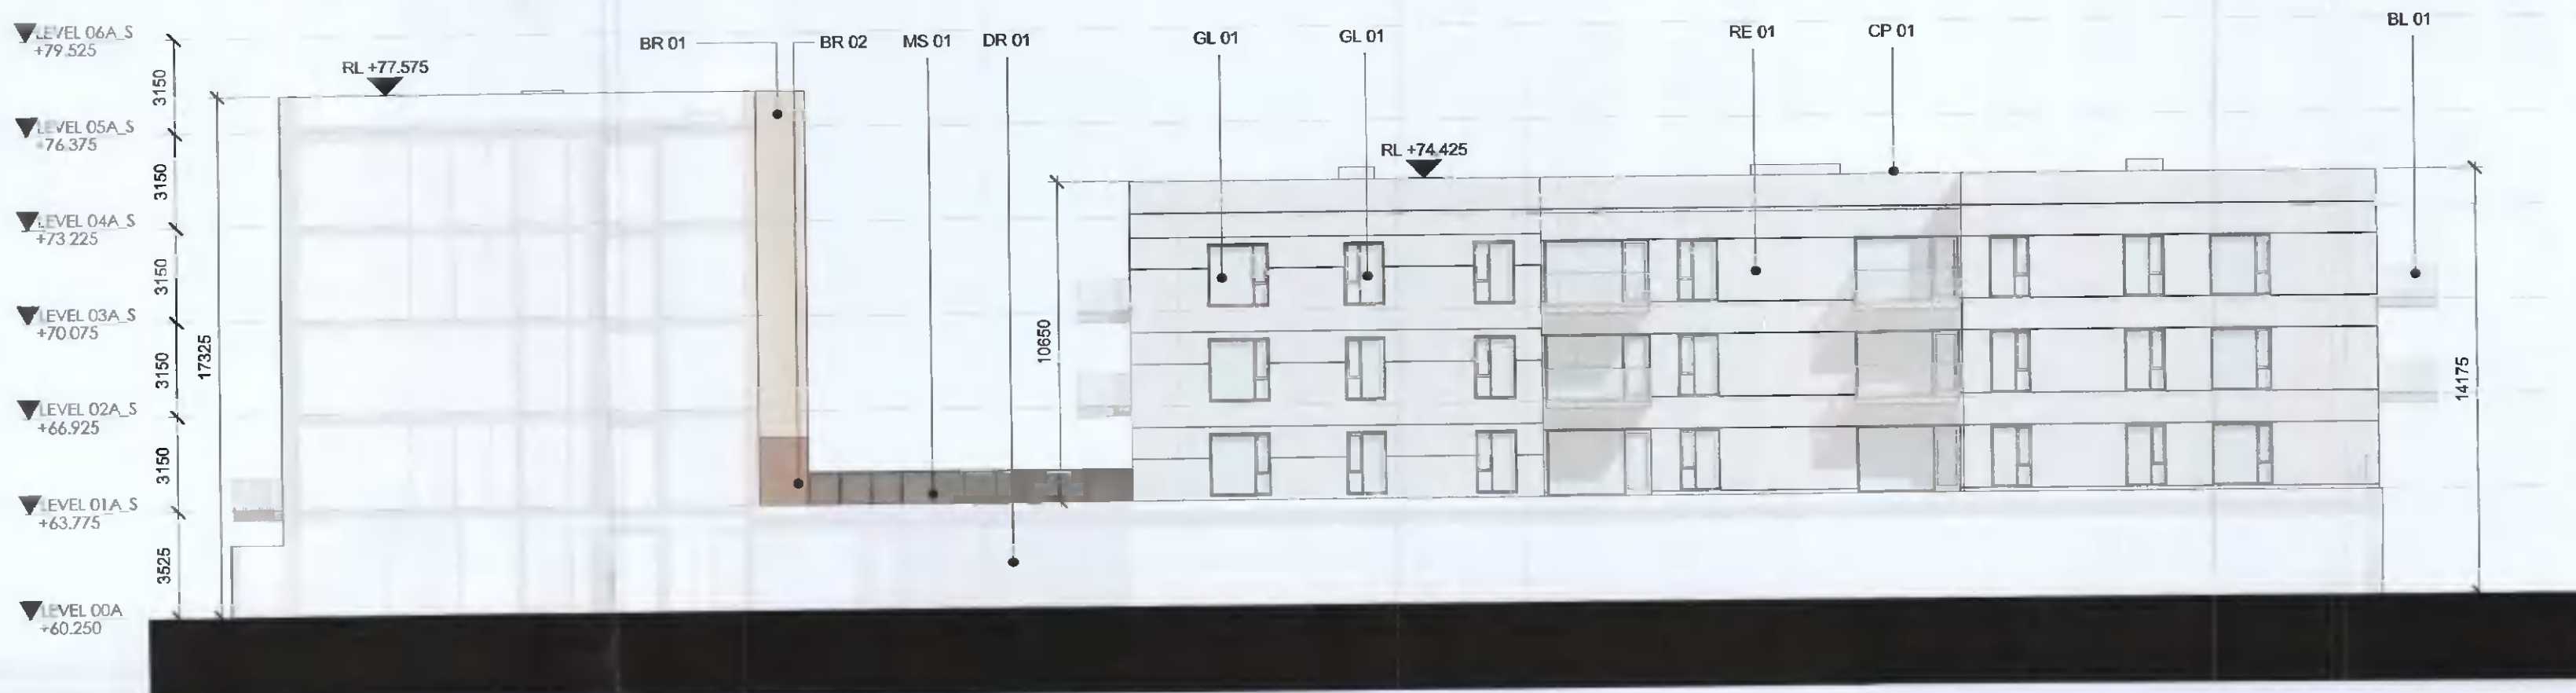 LEVEL 06A_S
+79.525
LEVEL 05A_S
+76.375
LEVEL 04A_S
+73.225
LEVEL 03A_S
+70.075
LEVEL 02A_S
+66.925
LEVEL 01A_S
+63.775
LEVEL 00A
+60.250
3150
3150
3150
3150
3150
3525
17325
RL +77.575
BR 01
BR 02
MS 01
DR 01
10650
GL 01
GL 01
RL +74.425
RE 01
CP 01
BL 01
14175